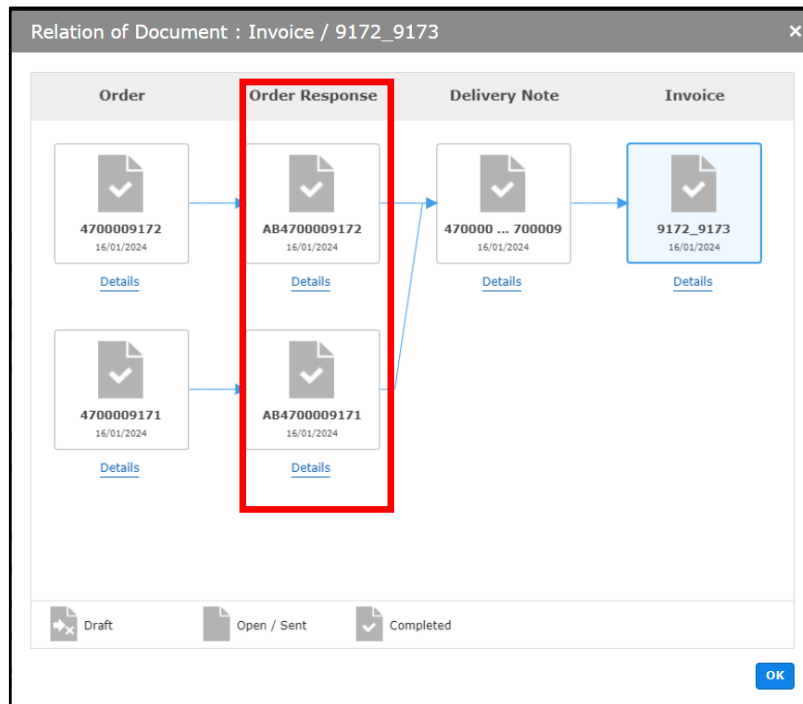 Relation of Document : Invoice / 9172_9173 ×
Order Order Response Delivery Note Invoice
4700009172 AB4700009172 470000 ... 700009 9172_9173
16/01/2024 16/01/2024 16/01/2024 16/01/2024
Details Details Details Details
4700009171 AB4700009171
16/01/2024 16/01/2024
Details Details
Draft Open / Sent Completed
OK